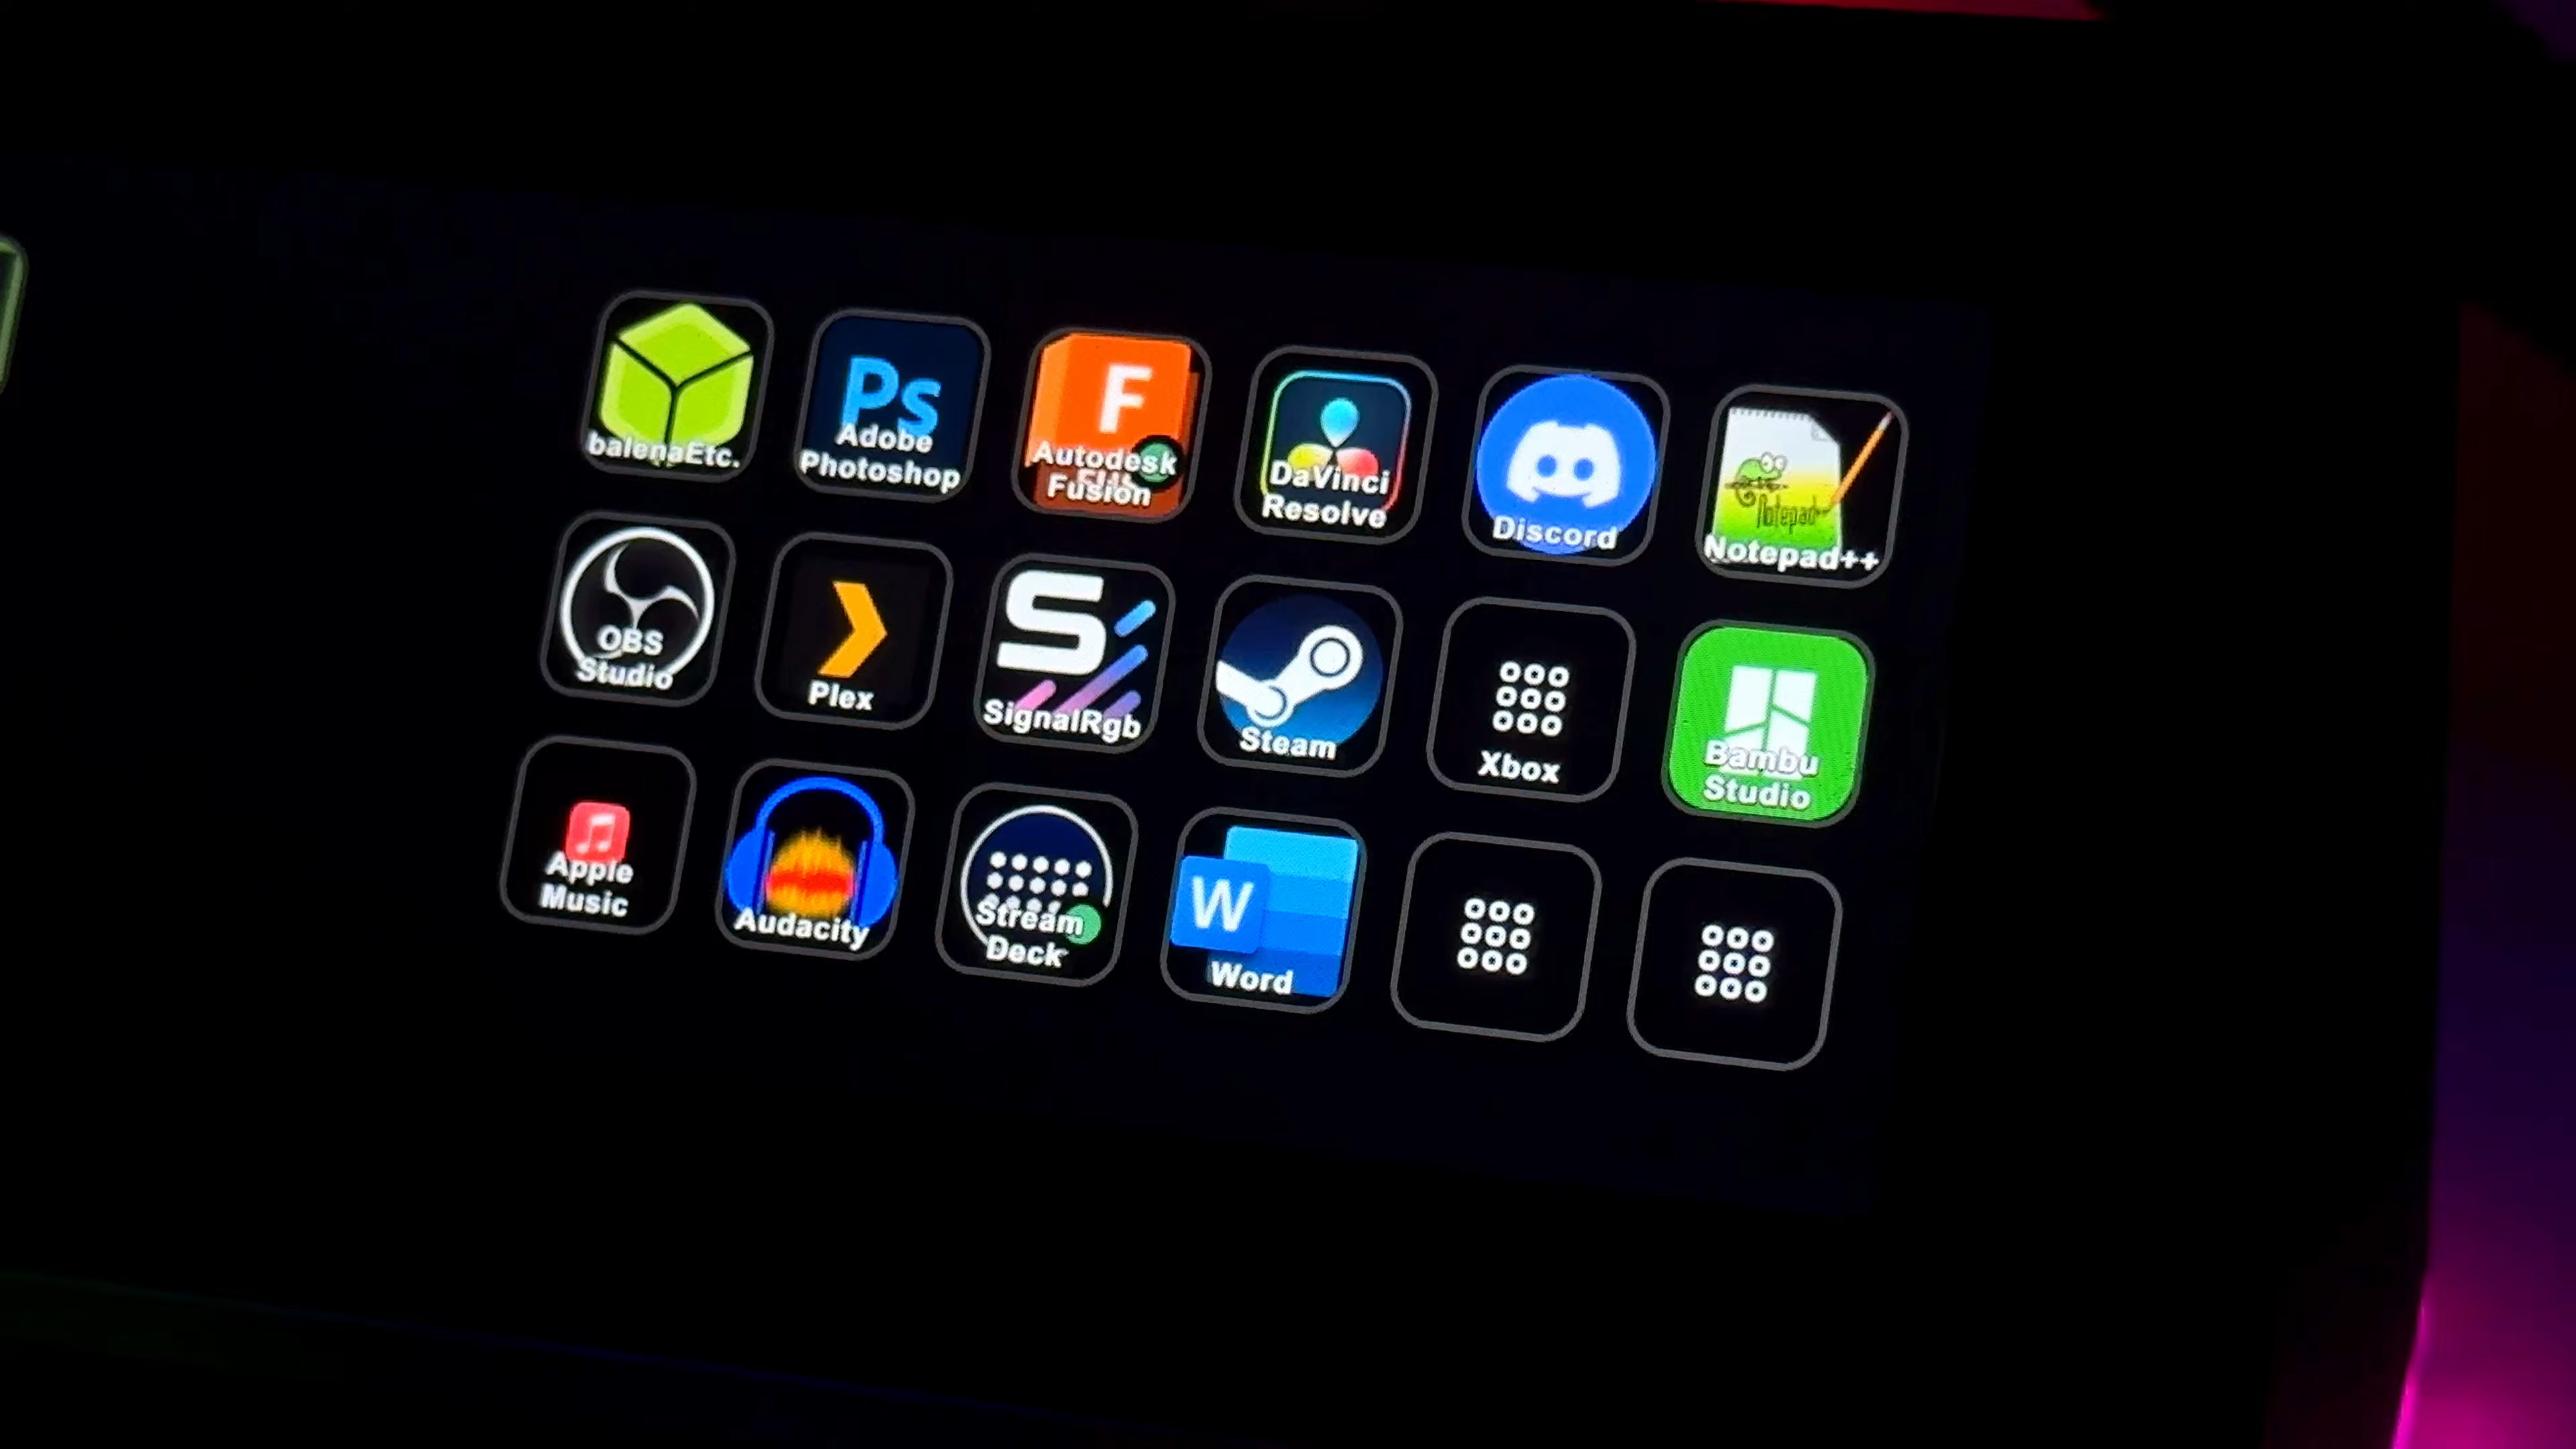 balenaEtc.
Ps
Adobe
Photoshop
F
Autodesk
Fusion
DaVinci
Resolve
Discord
Notepad
Notepad++
OBS
Studio
Plex
S
SignalRgb
Steam
Xbox
Bambu
Studio
Apple
Music
Audacity
Stream
Deck
W
Word